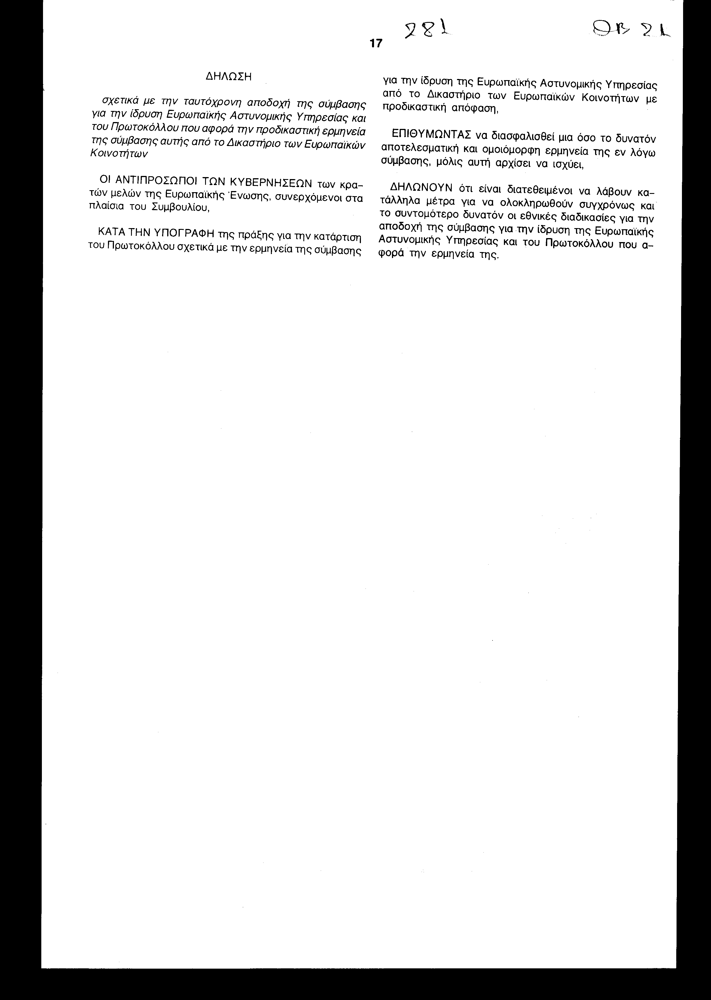 281
17
ΔΗΛΩΣΗ
σχετικά με την ταυτόχρονη αποδοχή της σύμβασης
για την ίδρυση Ευρωπαϊκής Αστυνομικής Υπηρεσίας και
του Πρωτοκόλλου που αφορά την προδικαστική ερμηνεία
της σύμβασης αυτής από το Δικαστήριο των Ευρωπαϊκών
Κοινοτήτων
ΟΙ ΑΝΤΙΠΡΟΣΩΠΟΙ ΤΩΝ ΚΥΒΕΡΝΗΣΕΩΝ των κρα-
τών μελών της Ευρωπαϊκής Ένωσης, συνερχόμενοι στα
πλαίσια του Συμβουλίου,
ΚΑΤΑ ΤΗΝ ΥΠΟΓΡΑΦΗ της πράξης για την κατάρτιση
του Πρωτοκόλλου σχετικά με την ερμηνεία της σύμβασης
για την ίδρυση της Ευρωπαϊκής Αστυνομικής Υπηρεσίας
από το Δικαστήριο των Ευρωπαϊκών Κοινοτήτων με
προδικαστική απόφαση,
ΕΠΙΘΥΜΩΝΤΑΣ να διασφαλισθεί μια όσο το δυνατόν
αποτελεσματική και ομοιόμορφη ερμηνεία της εν λόγω
σύμβασης, μόλις αυτή αρχίσει να ισχύει,
ΔΗΛΩΝΟΥΝ ότι είναι διατεθειμένοι να λάβουν κα-
τάλληλα μέτρα για να ολοκληρωθούν συγχρόνως και
το συντομότερο δυνατόν οι εθνικές διαδικασίες για την
αποδοχή της σύμβασης για την ίδρυση της Ευρωπαϊκής
Αστυνομικής Υπηρεσίας και του Πρωτοκόλλου που α-
φορά την ερμηνεία της.